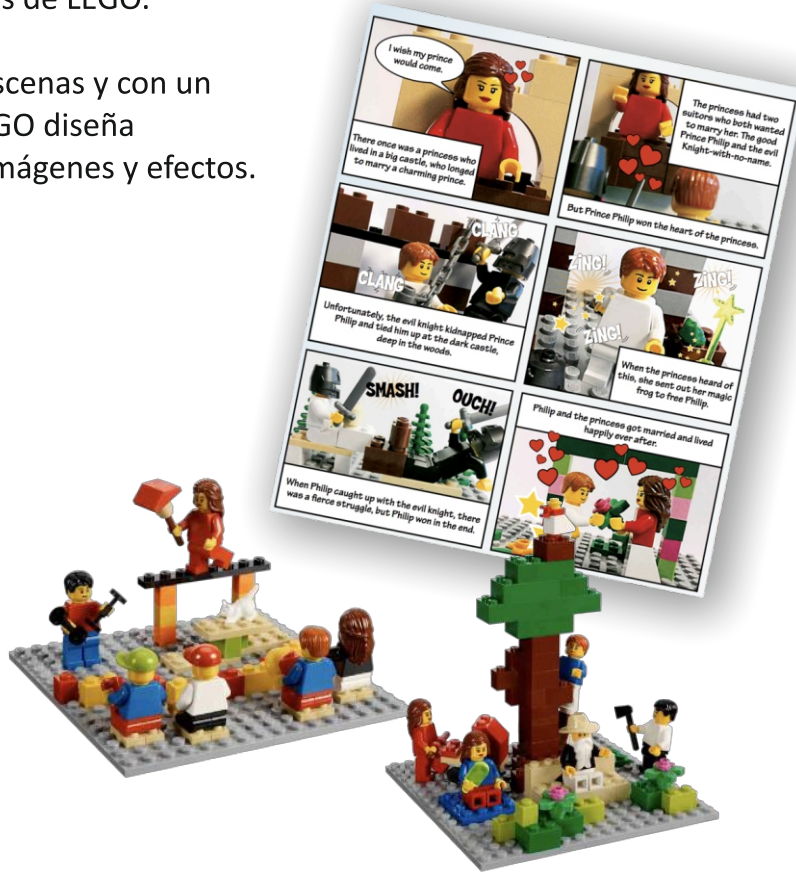 s de LEGO.
scenas y con un
GO diseña
mágenes y efectos.
I wish my prince
would come.
There once was a princess who
lived in a big castle, who longed
to marry a charming prince.
The princess had two
suitors who both wanted
to marry her. The good
Prince Philip and the evil
Knight-with-no-name.
But Prince Philip won the heart of the princess.
CLANG
CLANG
Unfortunately, the evil knight kidnapped Prince
Philip and tied him up at the dark castle,
deep in the woods.
ZiNG!
ZiNG!
ZiNG!
When the princess heard of
this, she sent out her magic
frog to free Philip.
SMASH!
OUCH!
When Philip caught up with the evil knight, there
was a fierce struggle, but Philip won in the end.
Philip and the princess got married and lived
happily ever after.